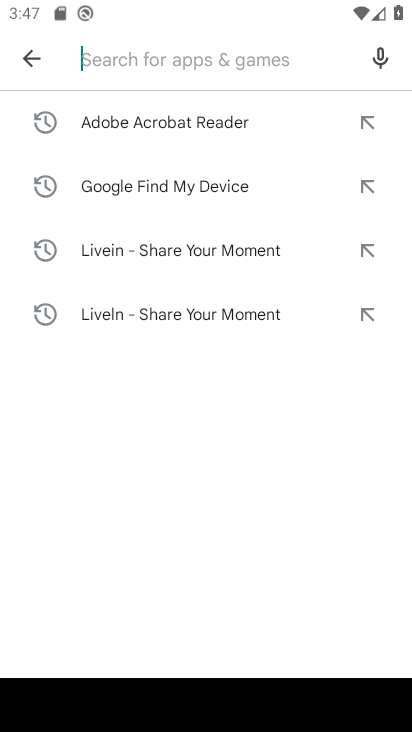 3:47
Search for apps & games
Adobe Acrobat Reader
Google Find My Device
Livein - Share Your Moment
Liveln - Share Your Moment